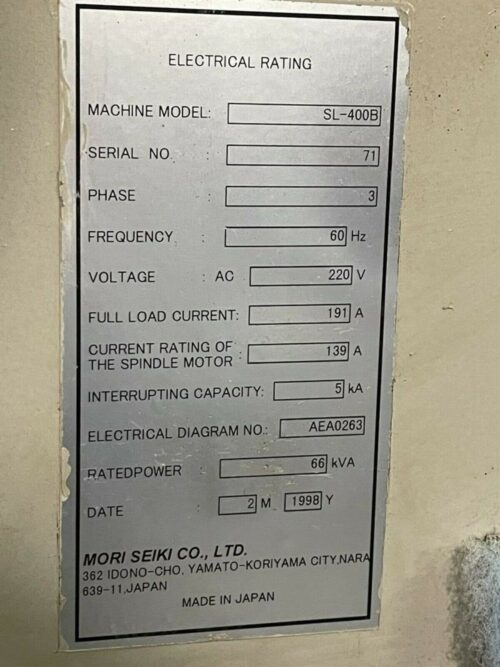 ELECTRICAL RATING
MACHINE MODEL: SL-400B
SERIAL NO. : 71
PHASE : 3
FREQUENCY : 60 Hz
VOLTAGE : AC 220 V
FULL LOAD CURRENT: 191 A
CURRENT RATING OF
THE SPINDLE MOTOR : 139 A
INTERRUPTING CAPACITY: 5 kA
ELECTRICAL DIAGRAM NO.: AEA0263
RATEDPOWER : 66 kVA
DATE : 2 M 1998 Y
MORI SEIKI CO., LTD.
362 IDONO-CHO, YAMATO-KORIYAMA CITY,NARA
639-11,JAPAN
MADE IN JAPAN